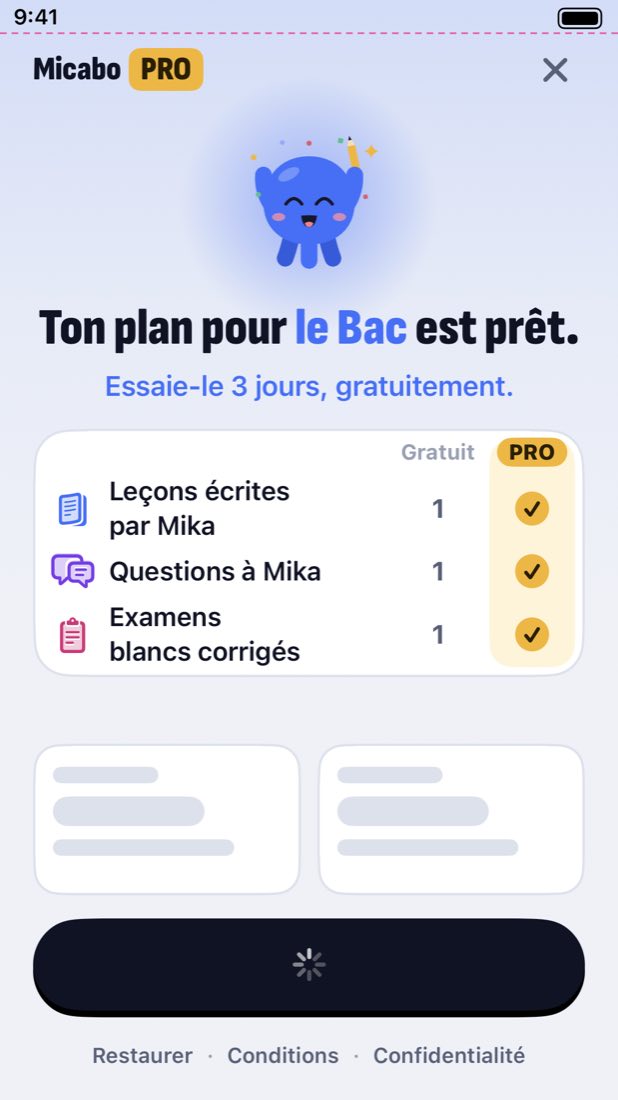 9:41
Micabo PRO
Ton plan pour le Bac est prêt.
Essaie-le 3 jours, gratuitement.
Gratuit PRO
Leçons écrites
par Mika
1
Questions à Mika
1
Examens
blancs corrigés
1
Restaurer · Conditions · Confidentialité